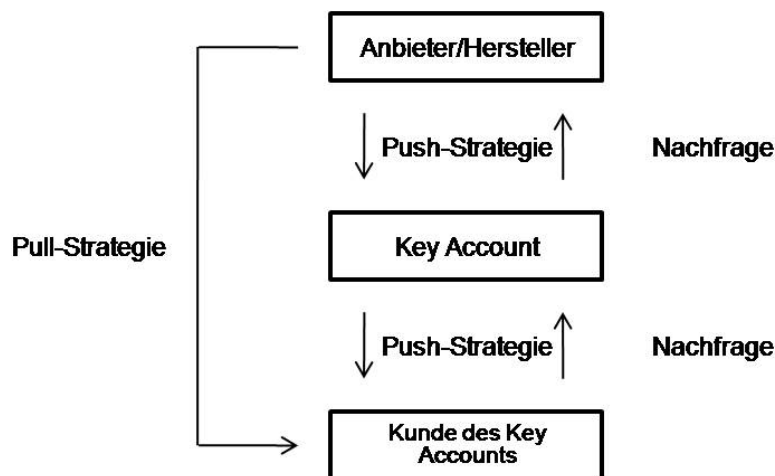 Anbieter/Hersteller
Push-Strategie Nachfrage
Pull-Strategie Key Account
Push-Strategie Nachfrage
Kunde des Key
Accounts